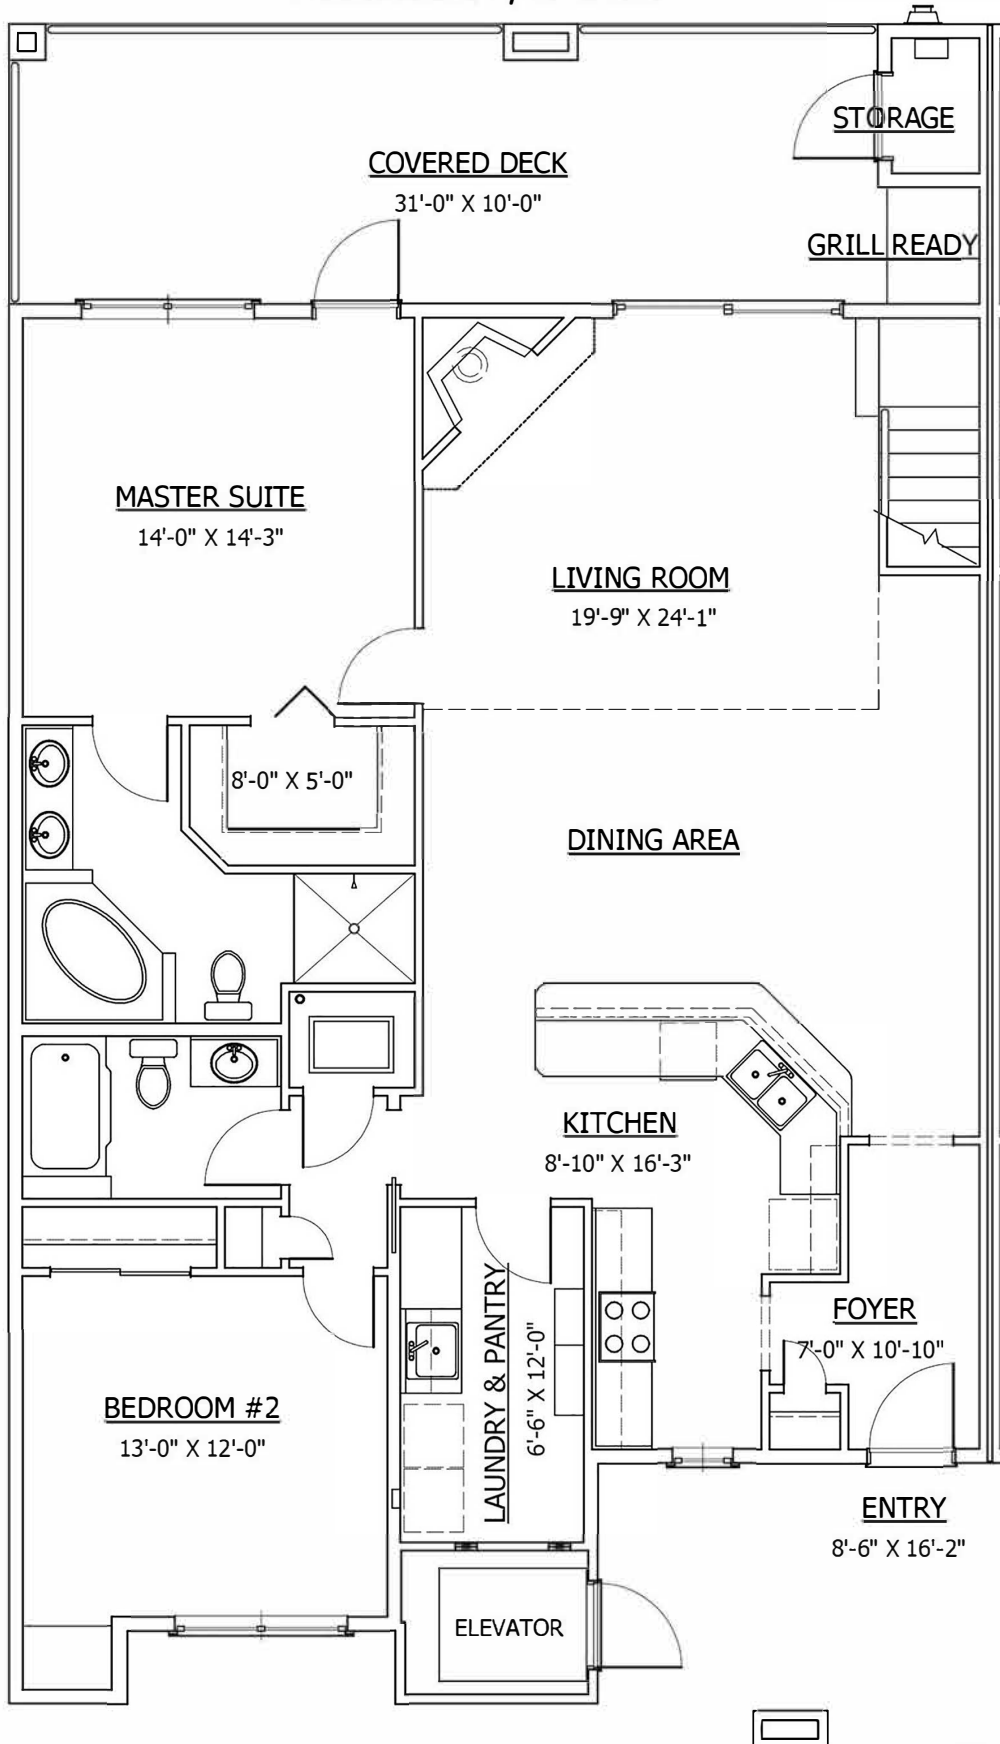 STORAGE
COVERED DECK
31'-0" X 10'-0"
GRILL READY
MASTER SUITE
14'-0" X 14'-3"
LIVING ROOM
19'-9" X 24'-1"
8'-0" X 5'-0"
DINING AREA
KITCHEN
8'-10" X 16'-3"
FOYER
7'-0" X 10'-10"
LAUNDRY & PANTRY
6'-6" X 12'-0"
BEDROOM #2
13'-0" X 12'-0"
ENTRY
8'-6" X 16'-2"
ELEVATOR